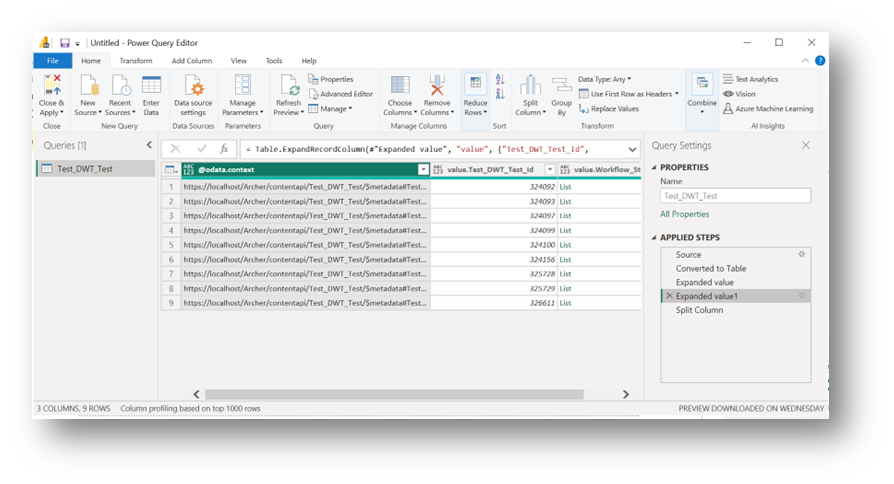 Untitled - Power Query Editor
File Home Transform Add Column View Tools Help
Close & Apply
New Source
Recent Sources
Enter Data
Data source settings
Manage Parameters
Refresh Preview
Properties
Advanced Editor
Manage
Choose Columns
Remove Columns
Reduce Rows
Split Column
Group By
Data Type: Any
Use First Row as Headers
Replace Values
Combine
Text Analytics
Vision
Azure Machine Learning
Close New Query Data Sources Parameters Query Manage Columns Sort Transform AI Insights
Queries [1]
Test_DWT_Test
fx = Table.ExpandRecordColumn(#"Expanded value", "value", {"Test_DWT_Test_Id",
ABC 123 @odata.context ABC 123 value.Test_DWT_Test_Id ABC 123 value.Workflow_St
1 https://localhost/Archer/contentapi/Test_DWT_Test/$metadata#Test... 324092 List
2 https://localhost/Archer/contentapi/Test_DWT_Test/$metadata#Test... 324093 List
3 https://localhost/Archer/contentapi/Test_DWT_Test/$metadata#Test... 324097 List
4 https://localhost/Archer/contentapi/Test_DWT_Test/$metadata#Test... 324099 List
5 https://localhost/Archer/contentapi/Test_DWT_Test/$metadata#Test... 324100 List
6 https://localhost/Archer/contentapi/Test_DWT_Test/$metadata#Test... 324156 List
7 https://localhost/Archer/contentapi/Test_DWT_Test/$metadata#Test... 325728 List
8 https://localhost/Archer/contentapi/Test_DWT_Test/$metadata#Test... 325729 List
9 https://localhost/Archer/contentapi/Test_DWT_Test/$metadata#Test... 326611 List
Query Settings
PROPERTIES
Name
Test_DWT_Test
All Properties
APPLIED STEPS
Source
Converted to Table
Expanded value
Expanded value1
Split Column
3 COLUMNS, 9 ROWS Column profiling based on top 1000 rows PREVIEW DOWNLOADED ON WEDNESDAY